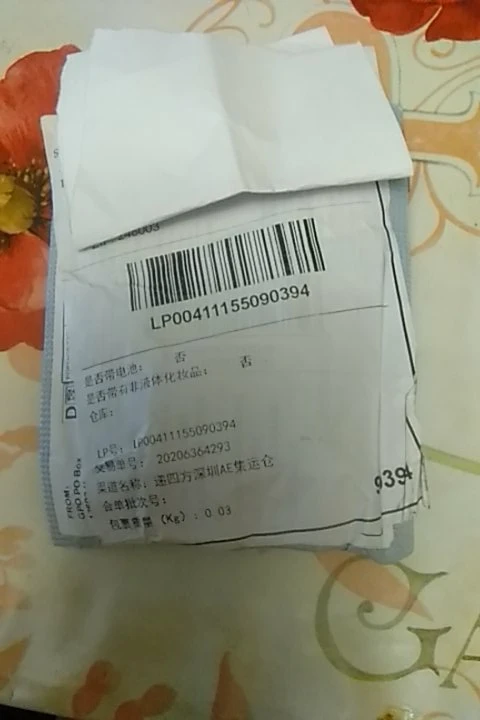 246003
LP00411155090394
是否带电池： 否
是否带有非液体化妆品： 否
仓库：
LP号：LP00411155090394
交易单号：20206364293
渠道名称：递四方深圳AE集运仓
合单批次号：
包裹重量（Kg）：0.03
9394
D
FROM:
GPO PO Box
GA